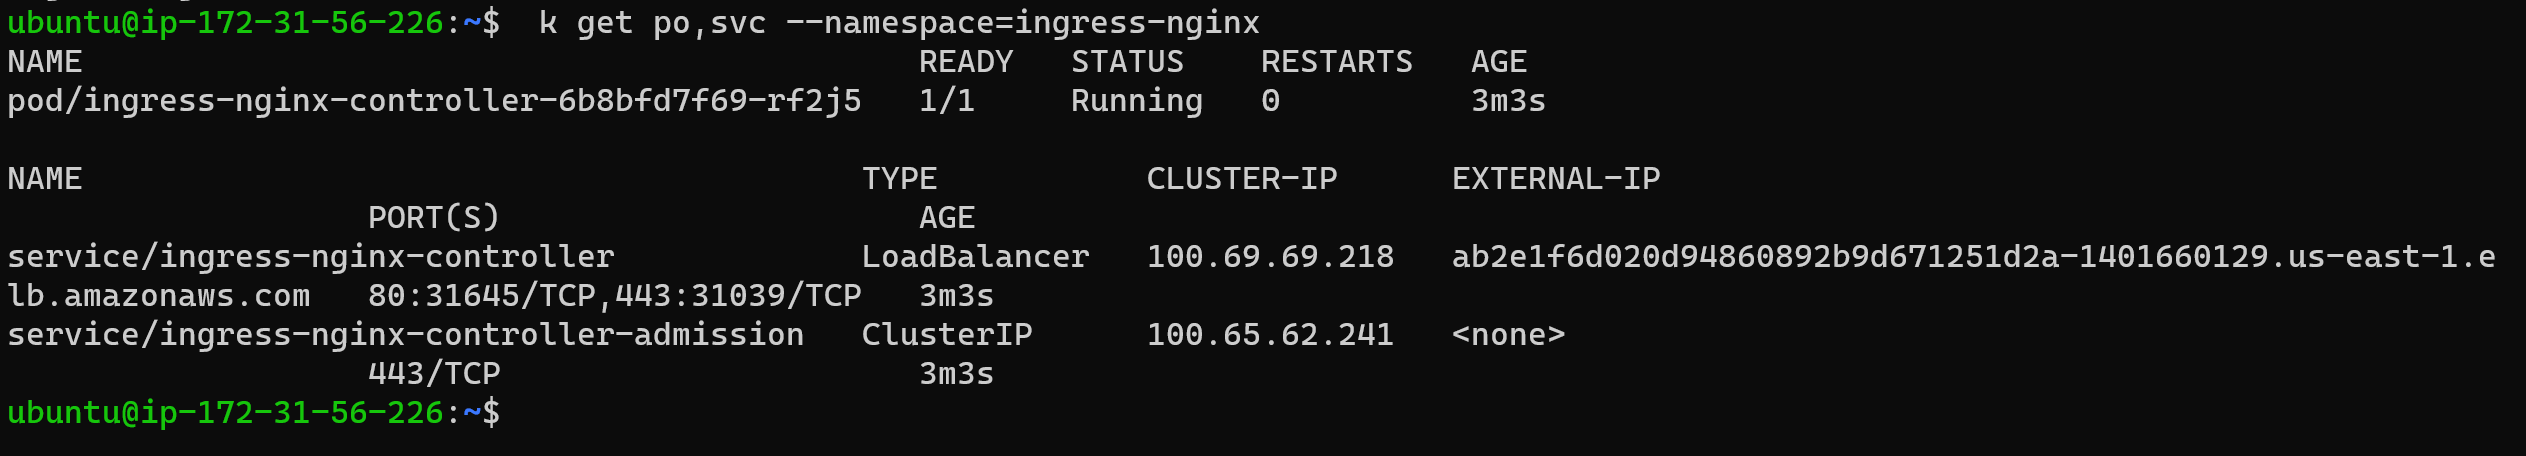 ubuntu@ip-172-31-56-226:~$  k get po,svc --namespace=ingress-nginx
NAME                                            READY   STATUS    RESTARTS   AGE
pod/ingress-nginx-controller-6b8bfd7f69-rf2j5   1/1     Running   0          3m3s
NAME                                         TYPE           CLUSTER-IP      EXTERNAL-IP
                   PORT(S)                      AGE
service/ingress-nginx-controller             LoadBalancer   100.69.69.218   ab2e1f6d020d94860892b9d671251d2a-1401660129.us-east-1.e
lb.amazonaws.com   80:31645/TCP,443:31039/TCP   3m3s
service/ingress-nginx-controller-admission   ClusterIP      100.65.62.241   <none>
                   443/TCP                      3m3s
ubuntu@ip-172-31-56-226:~$